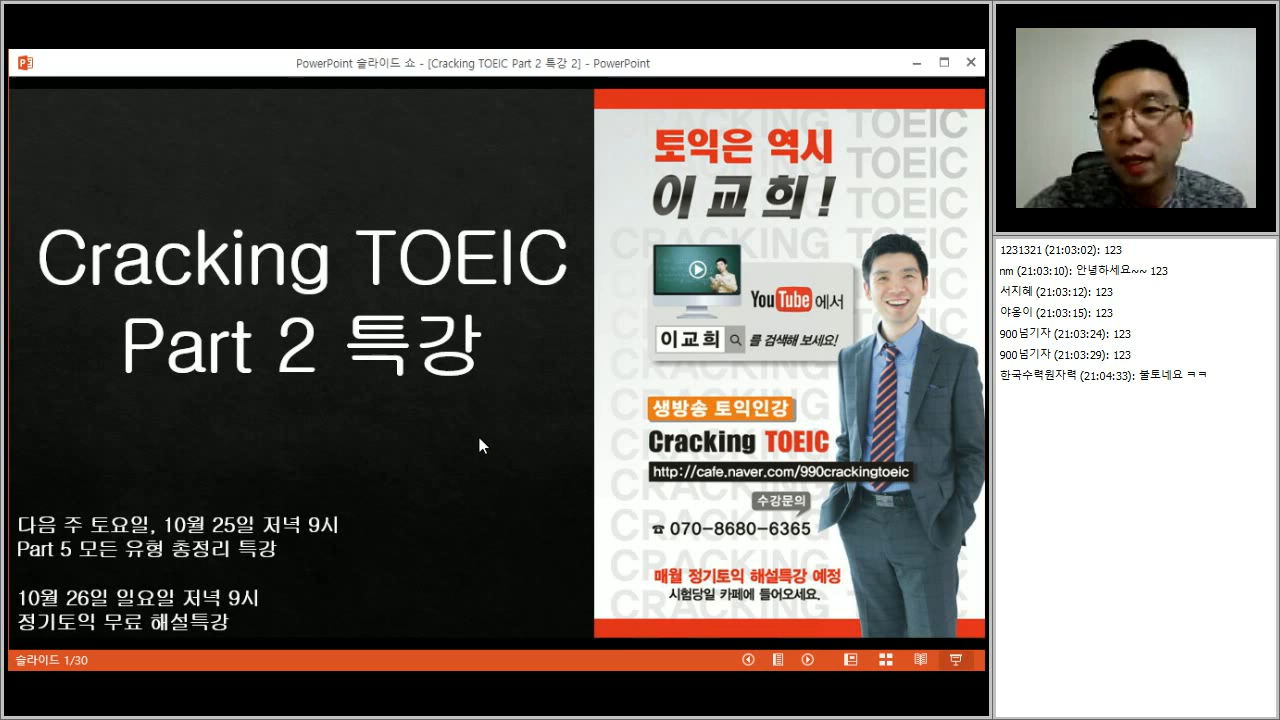 PowerPoint 슬라이드 쇼 - [Cracking TOEIC Part 2 특강 2] - PowerPoint
Cracking TOEIC
Part 2 특강
다음 주 토요일, 10월 25일 저녁 9시
Part 5 모든 유형 총정리 특강
10월 26일 일요일 저녁 9시
정기토익 무료 해설특강
토익은 역시
이교희!
YouTube에서
이교희 를 검색해 보세요!
생방송 토익인강
Cracking TOEIC
http://cafe.naver.com/990crackingtoeic
수강문의
☎ 070-8680-6365
매월 정기토익 해설특강 예정
시험당일 카페에 들어오세요.
CRACKING TOEIC
TOEIC
TOEIC
CRACKING TOEIC
슬라이드 1/30
1231321 (21:03:02): 123
nm (21:03:10): 안녕하세요~~ 123
서지혜 (21:03:12): 123
야옹이 (21:03:15): 123
900넘기자 (21:03:24): 123
900넘기자 (21:03:29): 123
한국수력원자력 (21:04:33): 불토네요 ㅋㅋ